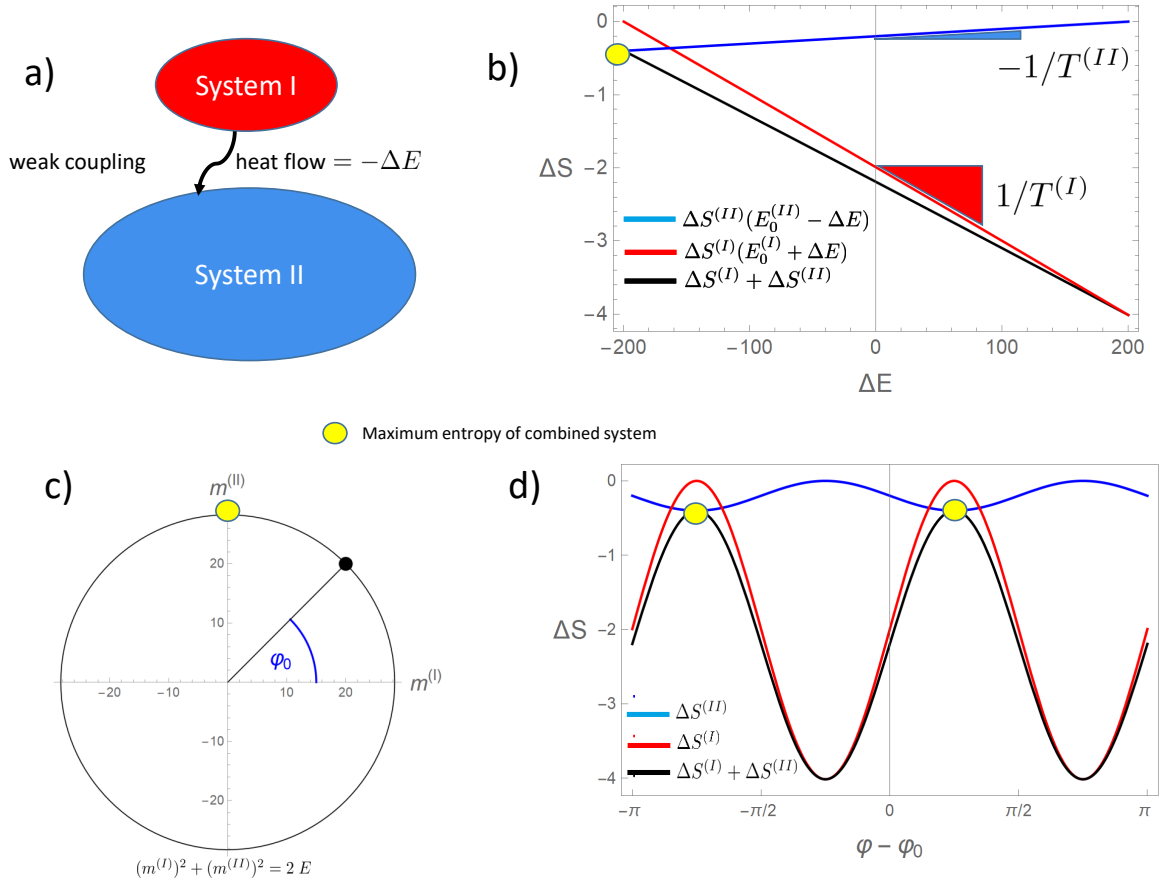 a)
System I
weak coupling
heat flow = −ΔE
System II
b)
0
−1
−2
−3
−4
ΔS
−1/T^(II)
1/T^(I)
ΔS^(II)(E_0^(II) − ΔE)
ΔS^(I)(E_0^(I) + ΔE)
ΔS^(I) + ΔS^(II)
−200
−100
0
100
200
ΔE
Maximum entropy of combined system
c)
m^(II)
20
10
φ_0
−20
−10
10
20
m^(I)
−10
−20
(m^(I))^2 + (m^(II))^2 = 2 E
d)
0
−1
−2
−3
−4
ΔS
ΔS^(II)
ΔS^(I)
ΔS^(I) + ΔS^(II)
−π
−π/2
0
π/2
π
φ − φ_0